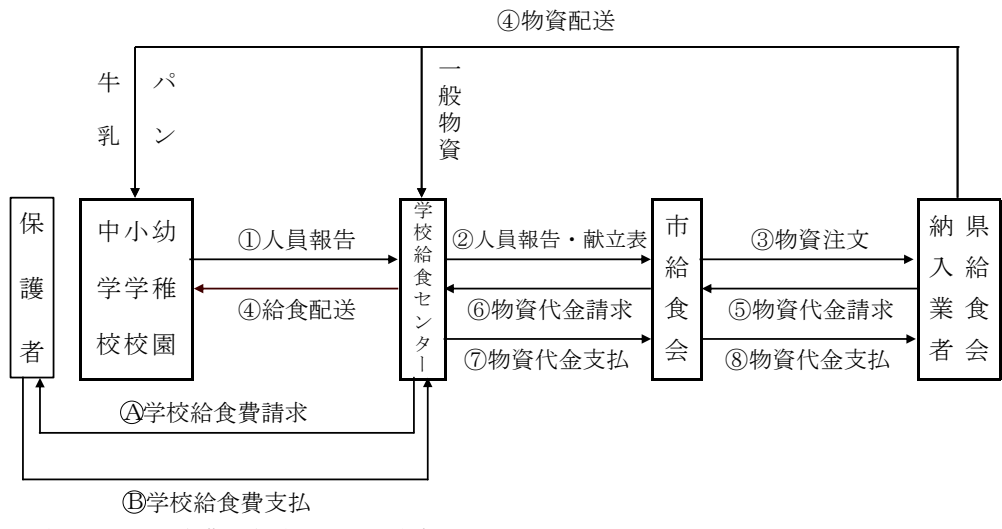 ④物資配送
牛乳
パン
一般物資
保護者
中学校
小学校
幼稚園
①人員報告
④給食配送
学校給食センター
②人員報告・献立表
⑥物資代金請求
⑦物資代金支払
市給食会
③物資注文
⑤物資代金請求
⑧物資代金支払
納入業者
県給食会
Ⓐ学校給食費請求
Ⓑ学校給食費支払